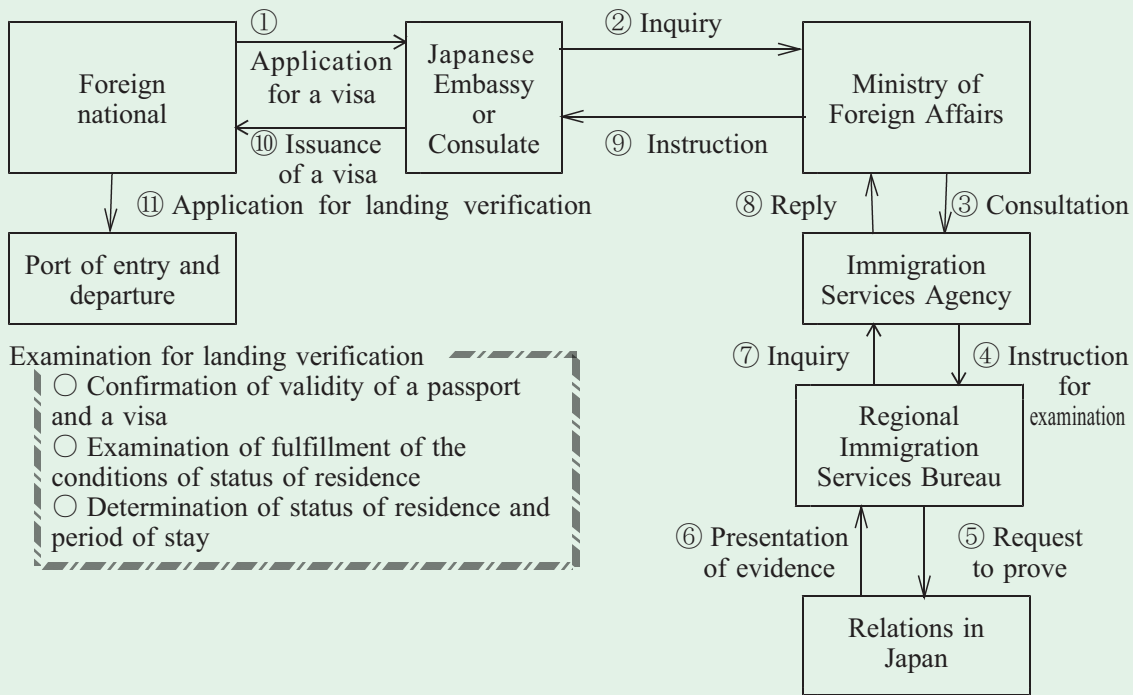 Foreign
national
①
Application
for a visa
⑩ Issuance
of a visa
Japanese
Embassy
or
Consulate
② Inquiry
⑨ Instruction
Ministry of
Foreign Affairs
⑪ Application for landing verification
⑧ Reply
③ Consultation
Port of entry and
departure
Immigration
Services Agency
Examination for landing verification
○ Confirmation of validity of a passport
and a visa
○ Examination of fulfillment of the
conditions of status of residence
○ Determination of status of residence and
period of stay
⑦ Inquiry
④ Instruction
for
examination
Regional
Immigration
Services Bureau
⑥ Presentation
of evidence
⑤ Request
to prove
Relations in
Japan